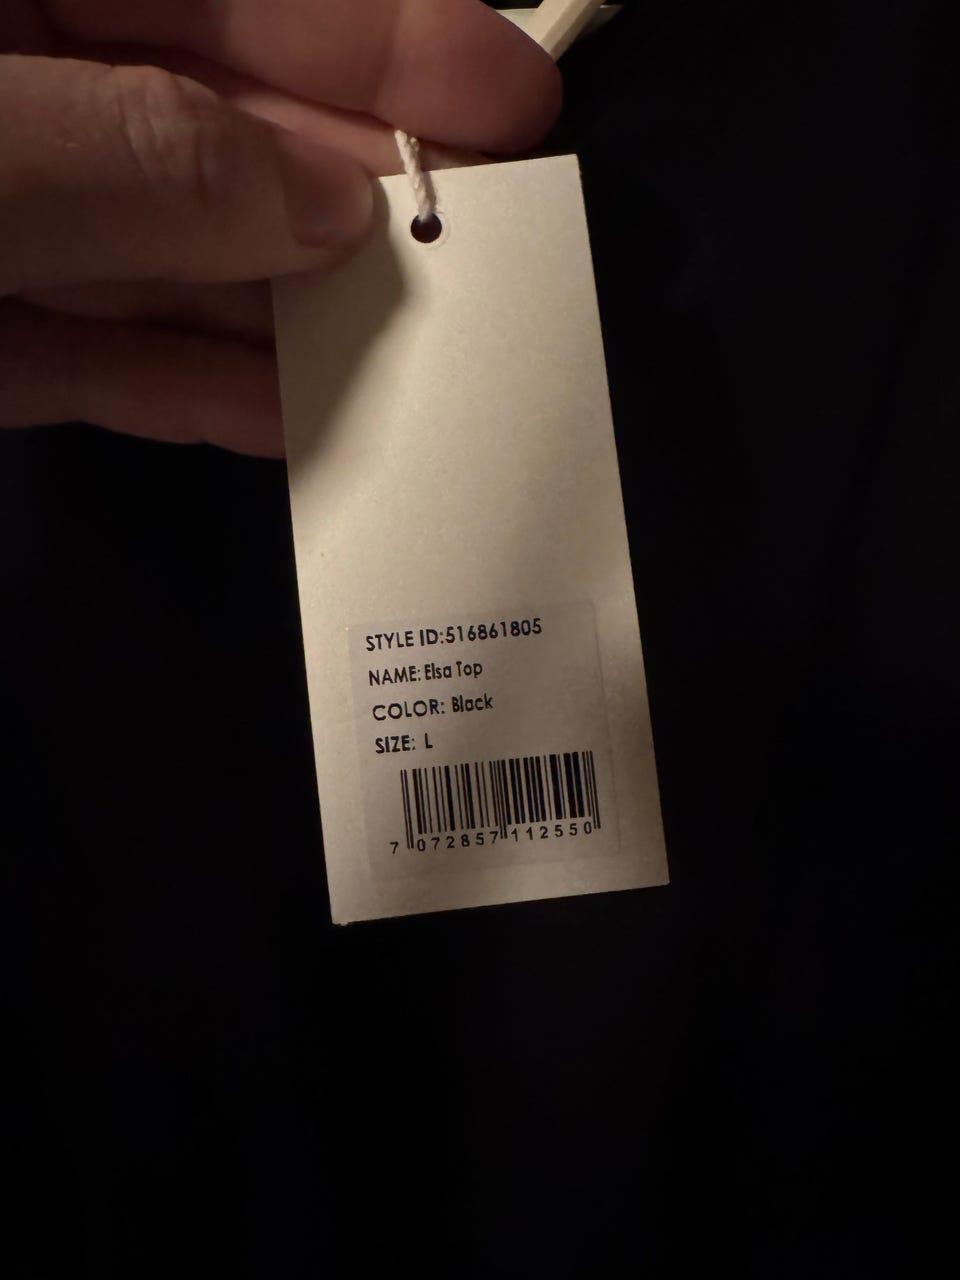 STYLE ID:516861805
NAME: Elsa Top
COLOR: Black
SIZE: L
7 072857 112550